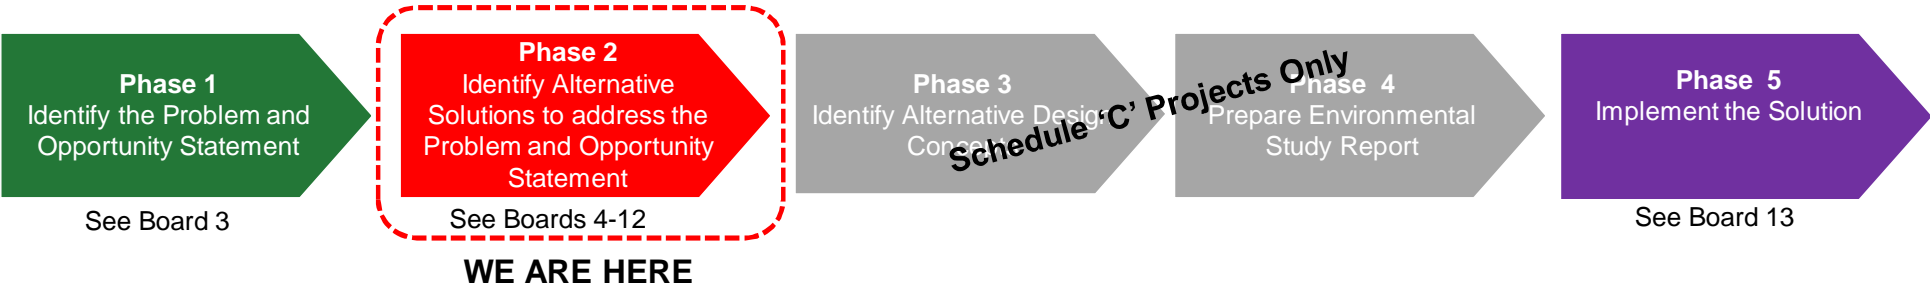 Phase 1
Identify the Problem and
Opportunity Statement
See Board 3
Phase 2
Identify Alternative
Solutions to address the
Problem and Opportunity
Statement
See Boards 4-12
WE ARE HERE
Phase 3
Identify Alternative Design
Concepts
Schedule ‘C’ Projects Only
Phase 4
Prepare Environmental
Study Report
Phase 5
Implement the Solution
See Board 13